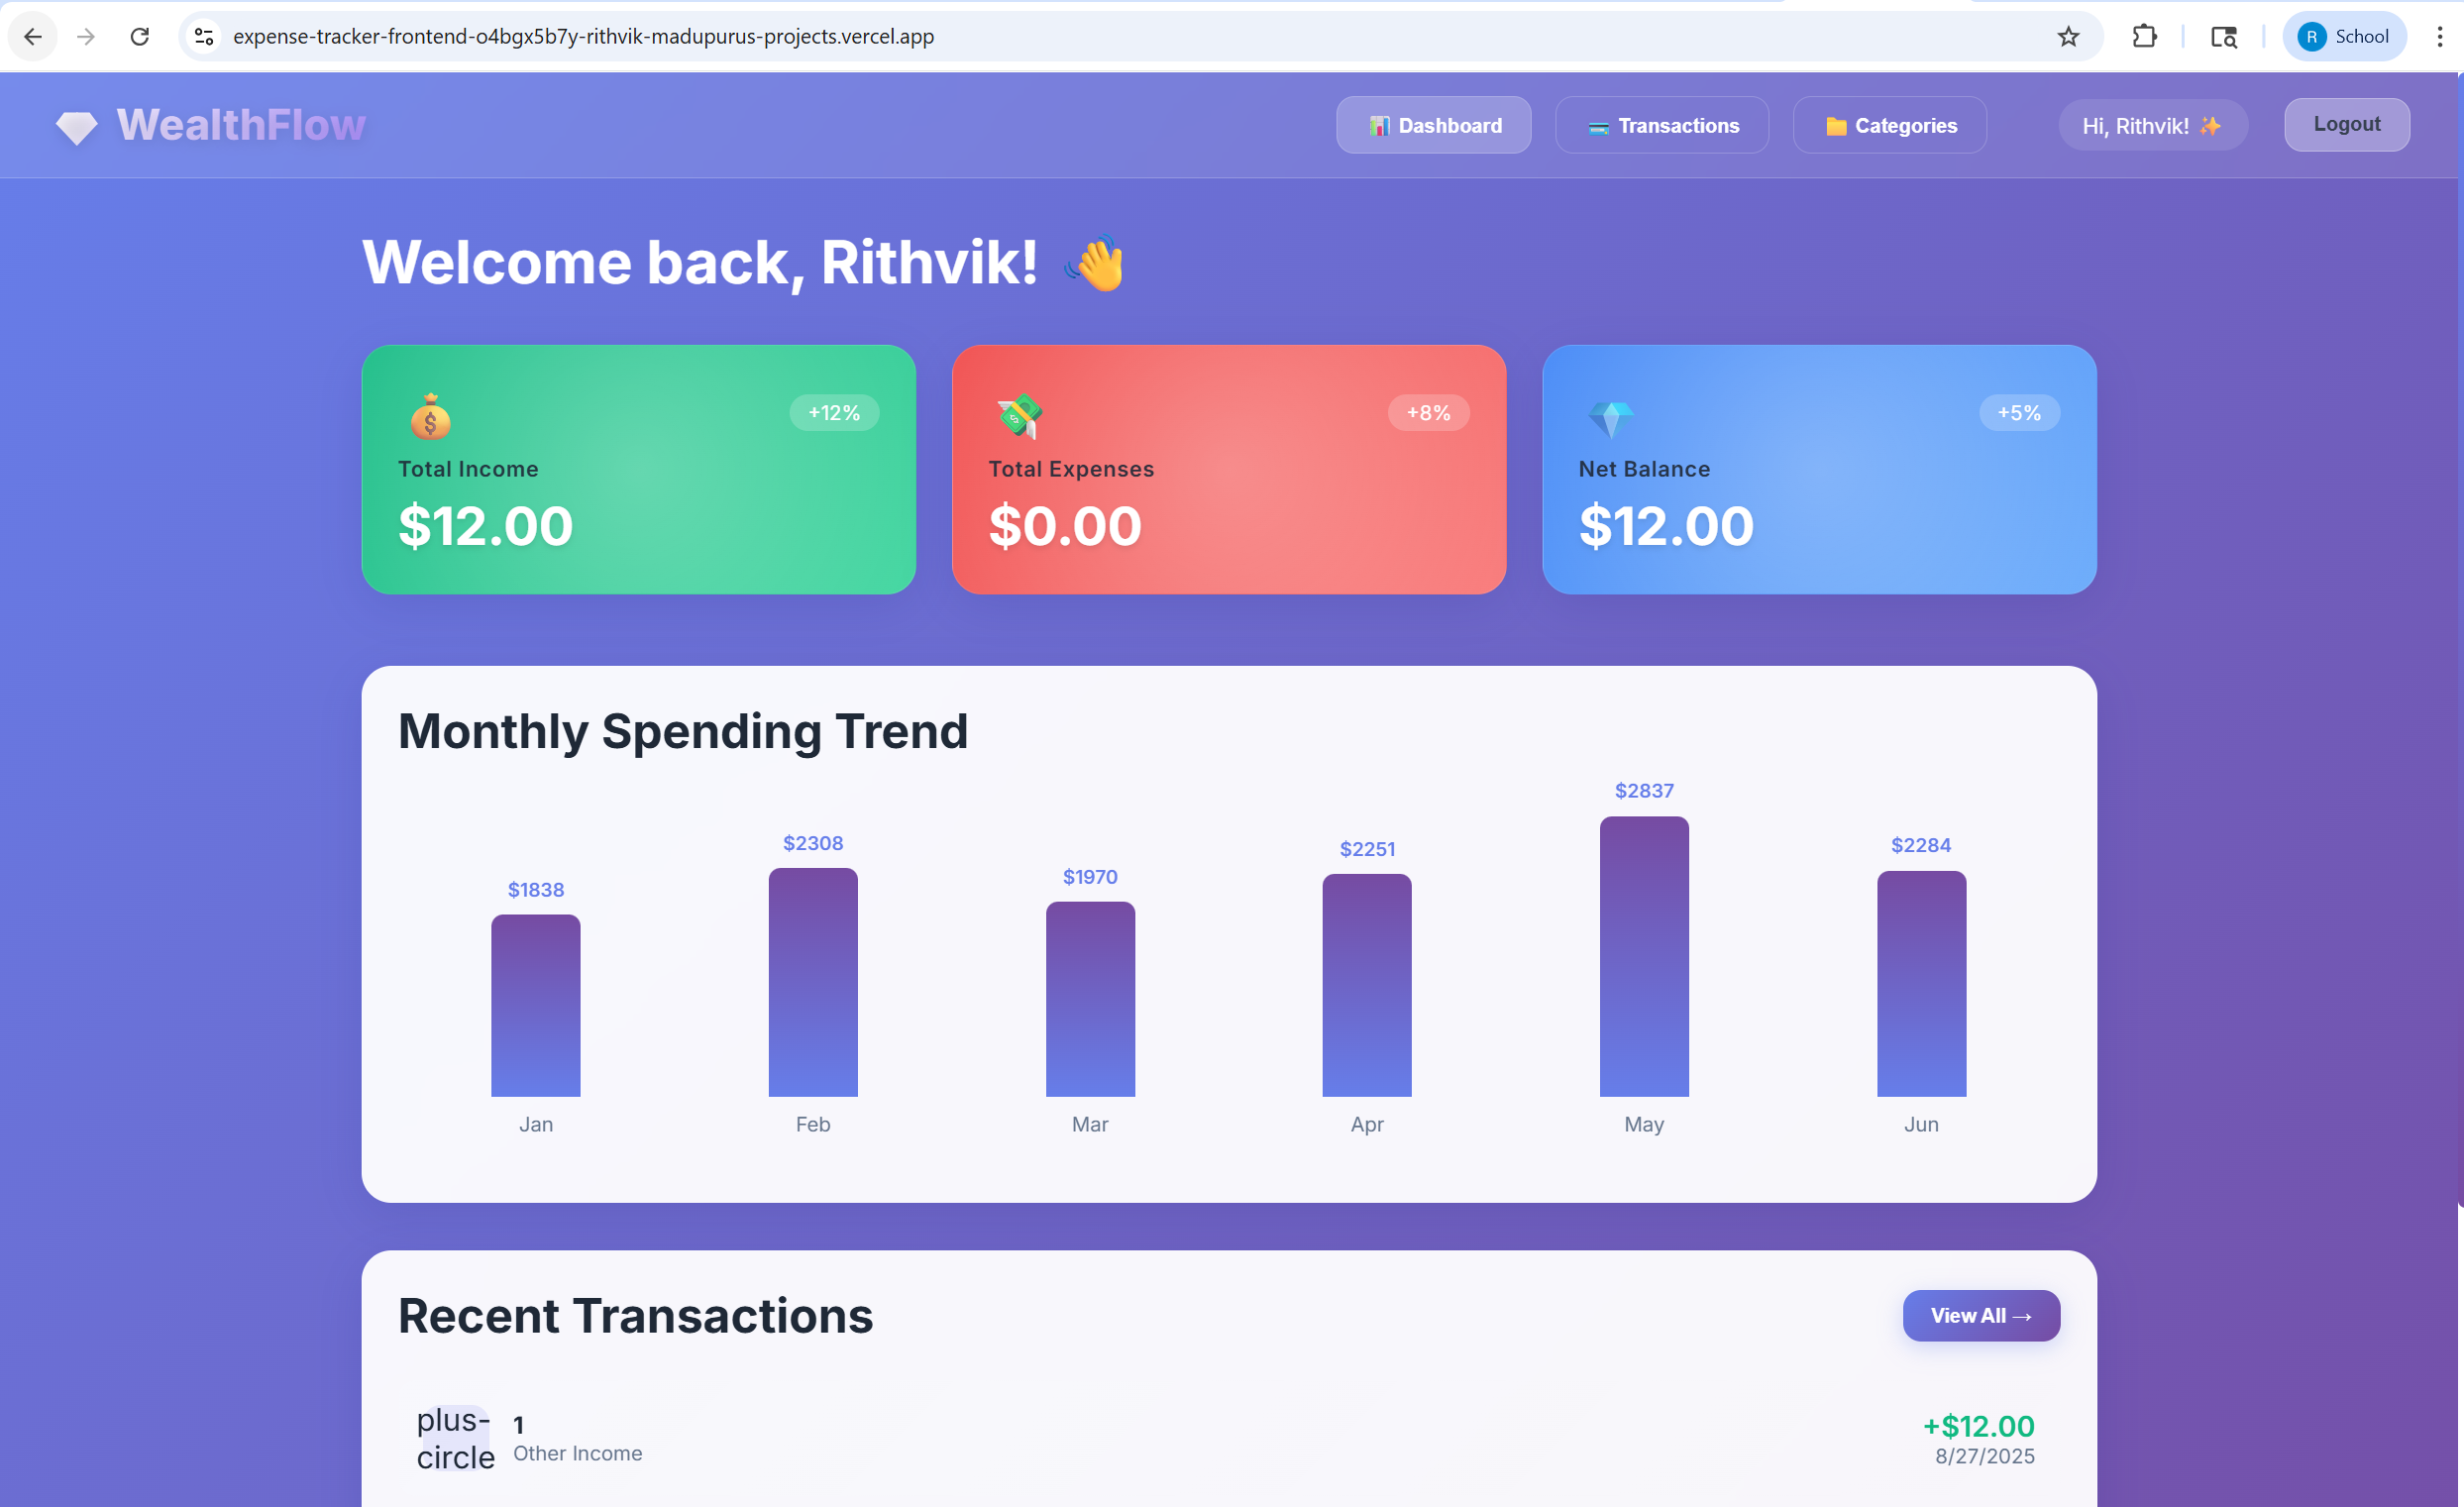 expense-tracker-frontend-o4bgx5b7y-rithvik-madupurus-projects.vercel.app
R School
WealthFlow
Dashboard
Transactions
Categories
Hi, Rithvik!
Logout
Welcome back, Rithvik!
+12%
Total Income
$12.00
+8%
Total Expenses
$0.00
+5%
Net Balance
$12.00
Monthly Spending Trend
$1838
$2308
$1970
$2251
$2837
$2284
Jan
Feb
Mar
Apr
May
Jun
Recent Transactions
View All →
plus-
circle
1
Other Income
+$12.00
8/27/2025